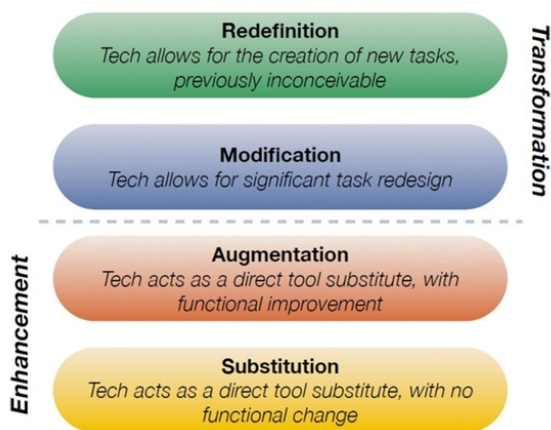 Redefinition
Tech allows for the creation of new tasks,
previously inconceivable
Transformation
Modification
Tech allows for significant task redesign
Augmentation
Tech acts as a direct tool substitute, with
functional improvement
Enhancement
Substitution
Tech acts as a direct tool substitute, with no
functional change